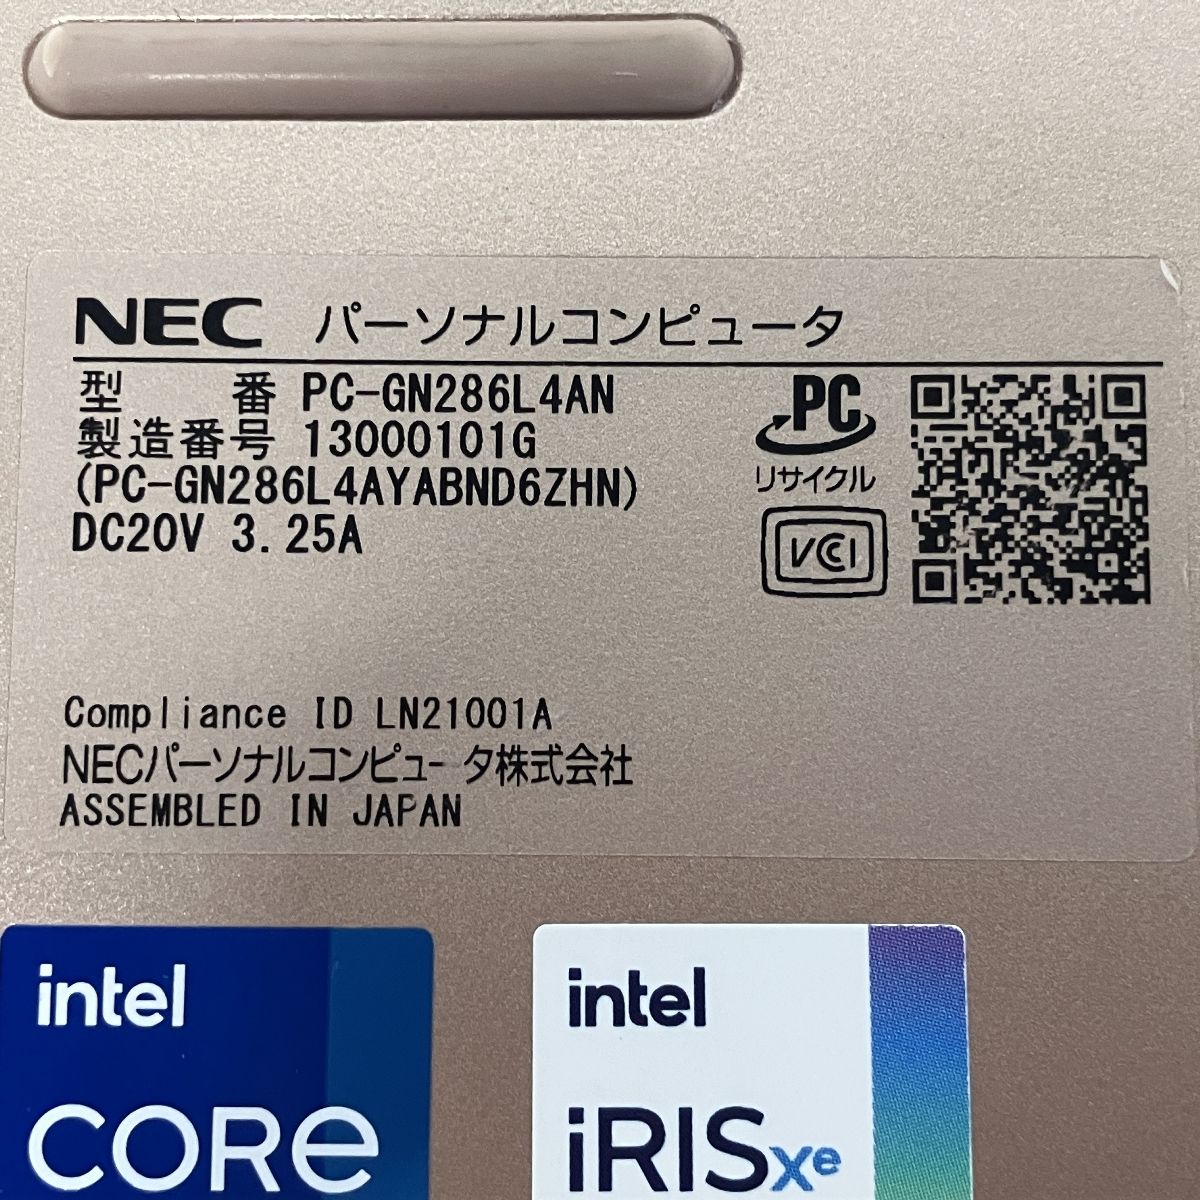 NEC パーソナルコンピュータ
型 番 PC-GN286L4AN
製造番号 13000101G
(PC-GN286L4AYABND6ZHN)
DC20V 3.25A
PC
リサイクル
VCCI
Compliance ID LN21001A
NECパーソナルコンピュータ株式会社
ASSEMBLED IN JAPAN
intel
CORe
intel
iRISxe